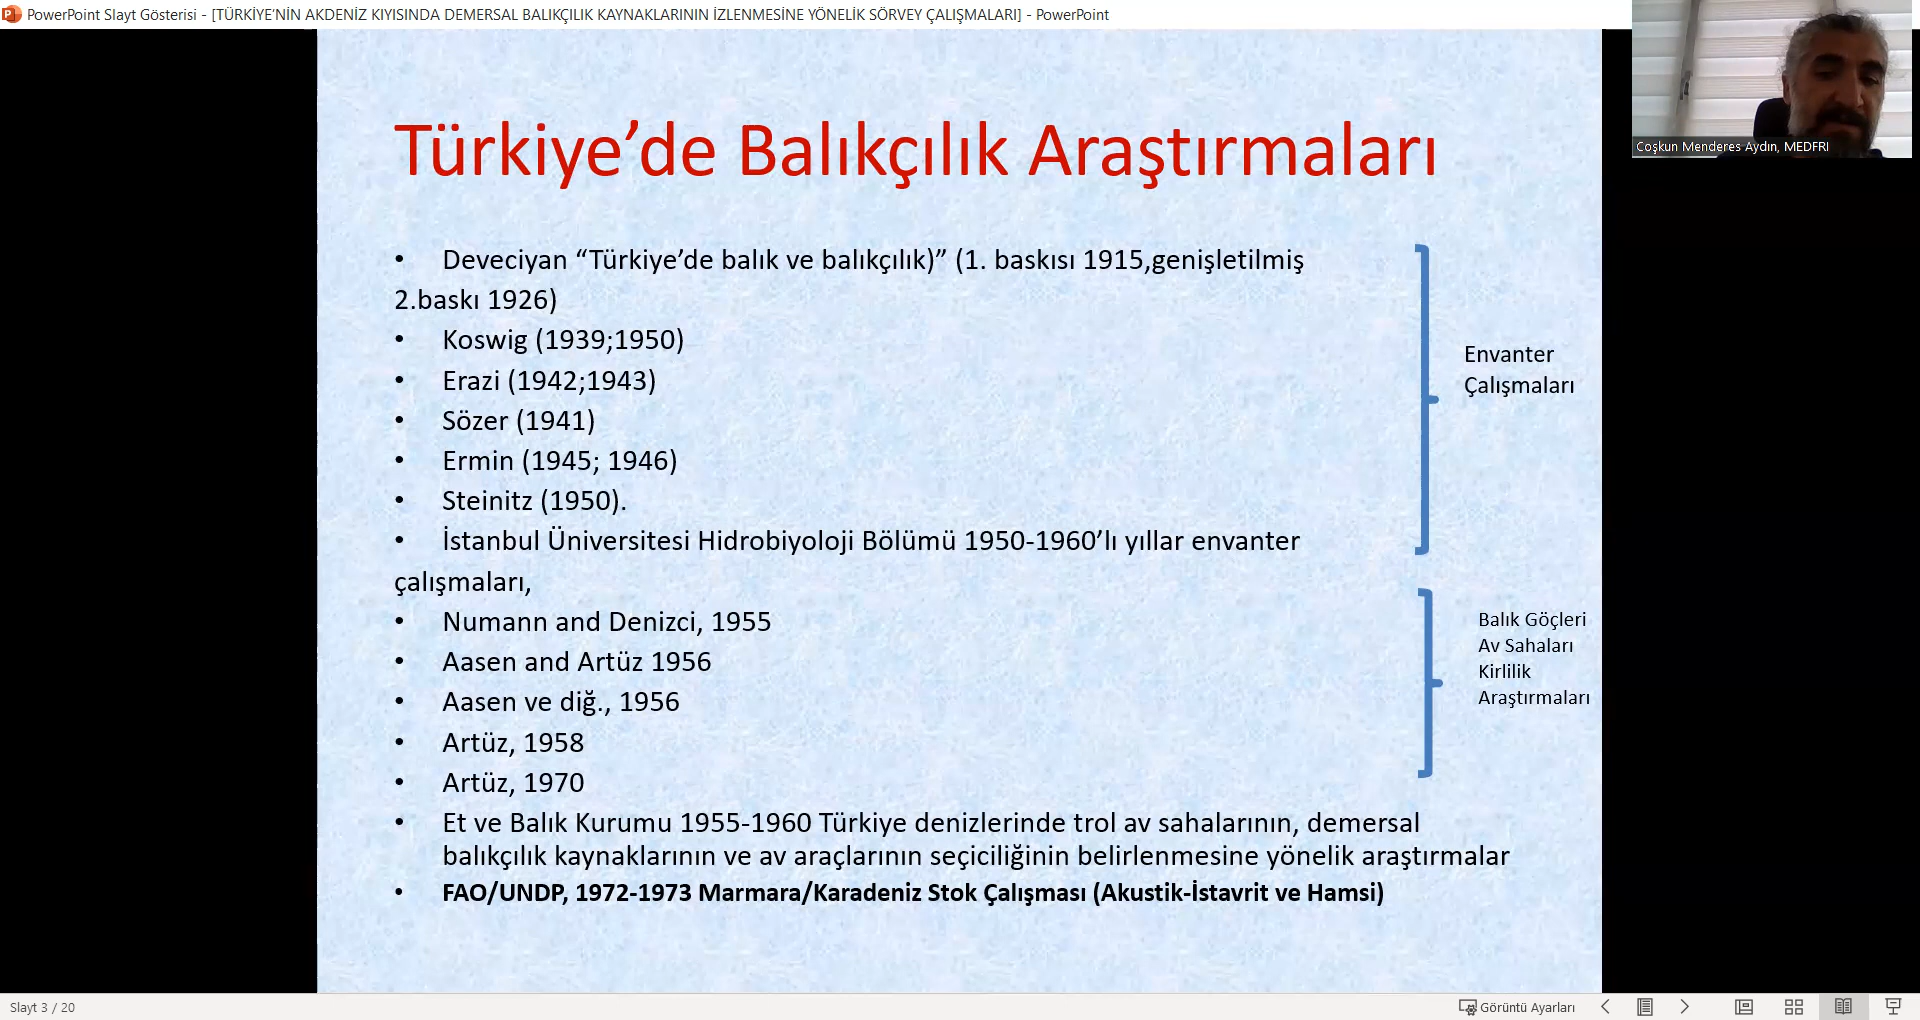 PowerPoint Slayt Gösterisi - [TÜRKİYE'NİN AKDENİZ KIYISINDA DEMERSAL BALIKÇILIK KAYNAKLARININ İZLENMESİNE YÖNELİK SÖRVEY ÇALIŞMALARI] - PowerPoint
Coşkun Menderes Aydın, MEDFRI
Türkiye’de Balıkçılık Araştırmaları
• Deveciyan “Türkiye’de balık ve balıkçılık)” (1. baskısı 1915,genişletilmiş
2.baskı 1926)
• Koswig (1939;1950)
• Erazi (1942;1943)
• Sözer (1941)
• Ermin (1945; 1946)
• Steinitz (1950).
• İstanbul Üniversitesi Hidrobiyoloji Bölümü 1950-1960’lı yıllar envanter
çalışmaları,
Envanter
Çalışmaları
• Numann and Denizci, 1955
• Aasen and Artüz 1956
• Aasen ve diğ., 1956
• Artüz, 1958
• Artüz, 1970
Balık Göçleri
Av Sahaları
Kirlilik
Araştırmaları
• Et ve Balık Kurumu 1955-1960 Türkiye denizlerinde trol av sahalarının, demersal
balıkçılık kaynaklarının ve av araçlarının seçiciliğinin belirlenmesine yönelik araştırmalar
• FAO/UNDP, 1972-1973 Marmara/Karadeniz Stok Çalışması (Akustik-İstavrit ve Hamsi)
Slayt 3 / 20
Görüntü Ayarları